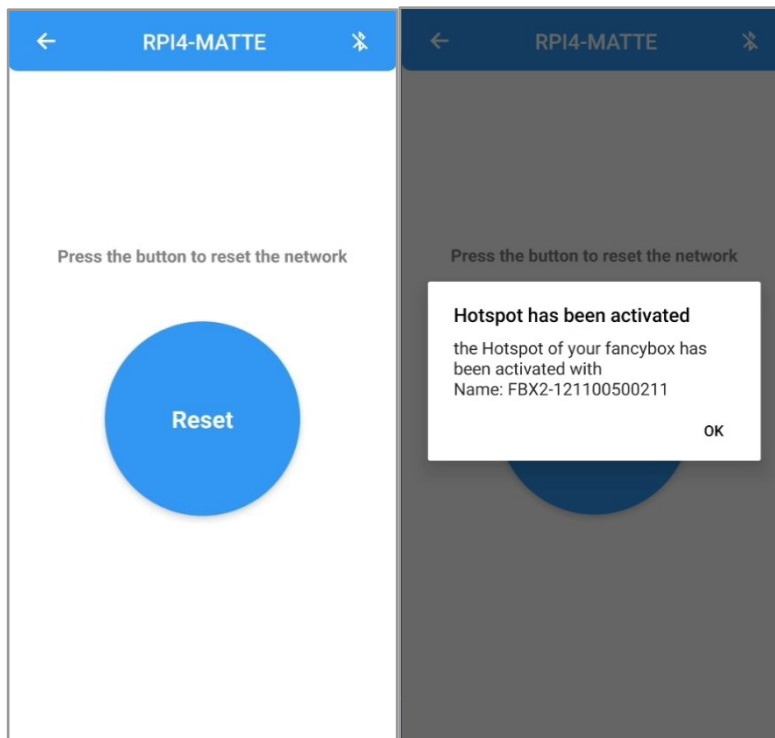 RPI4-MATTE
Press the button to reset the network
Reset
RPI4-MATTE
Press the button to reset the network
Hotspot has been activated
the Hotspot of your fancybox has
been activated with
Name: FBX2-121100500211
OK